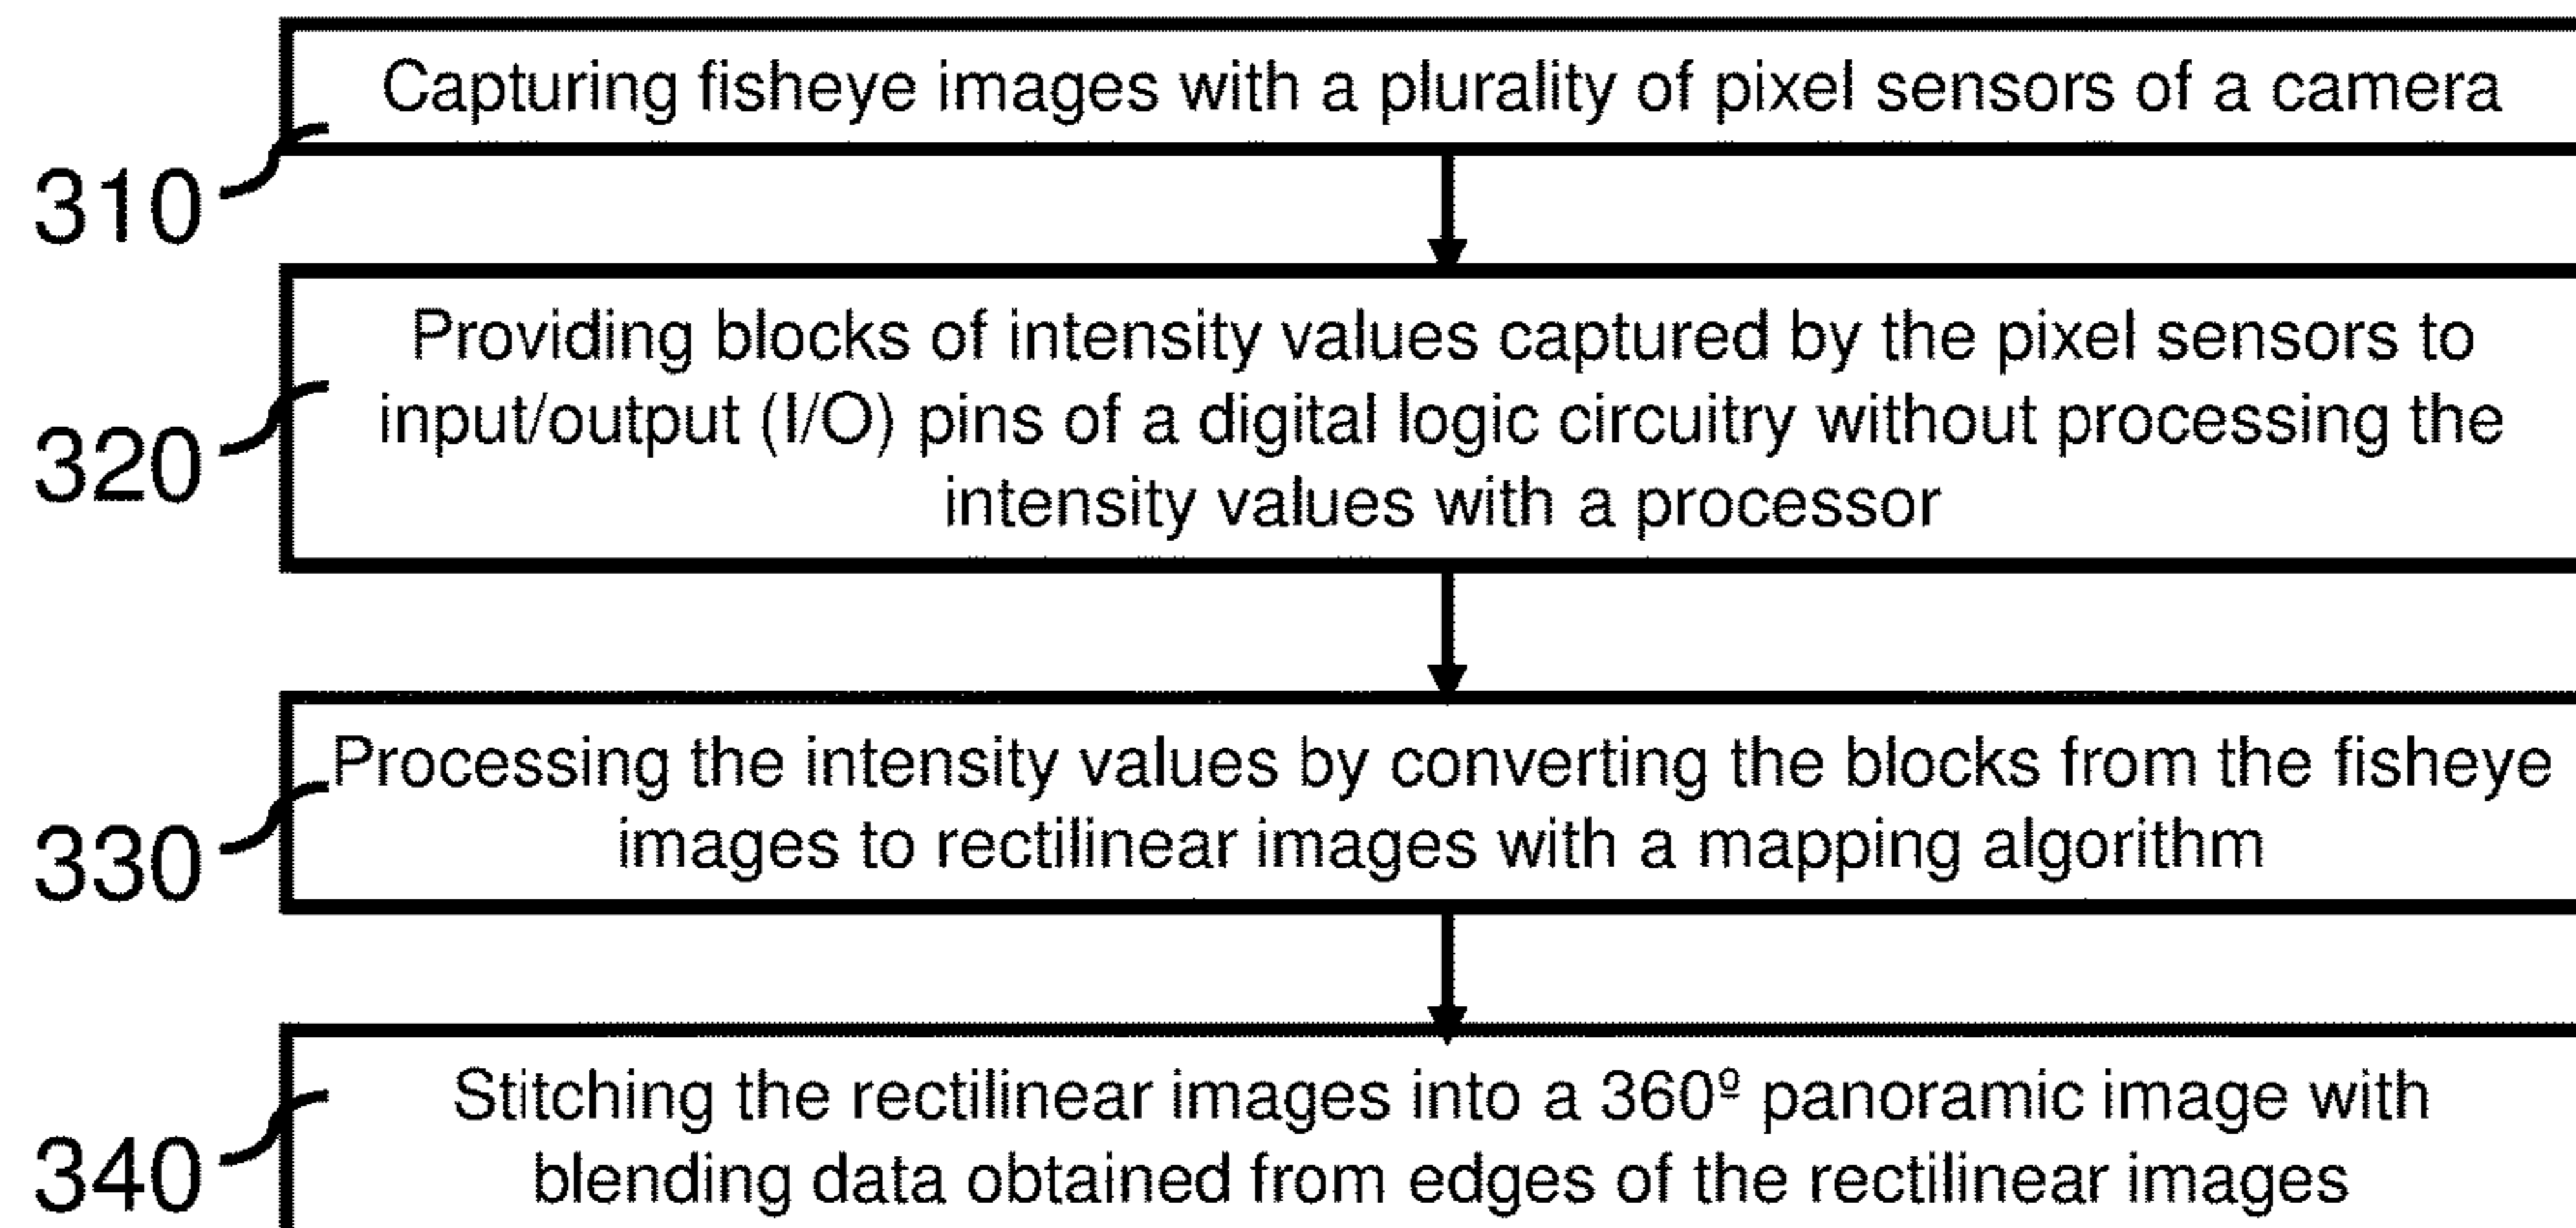 Capturing fisheye images with a plurality of pixel sensors of a camera
310
Providing blocks of intensity values captured by the pixel sensors to
input/output (I/O) pins of a digital logic circuitry without processing the
intensity values with a processor
320
Processing the intensity values by converting the blocks from the fisheye
images to rectilinear images with a mapping algorithm
330
Stitching the rectilinear images into a 360º panoramic image with
blending data obtained from edges of the rectilinear images
340